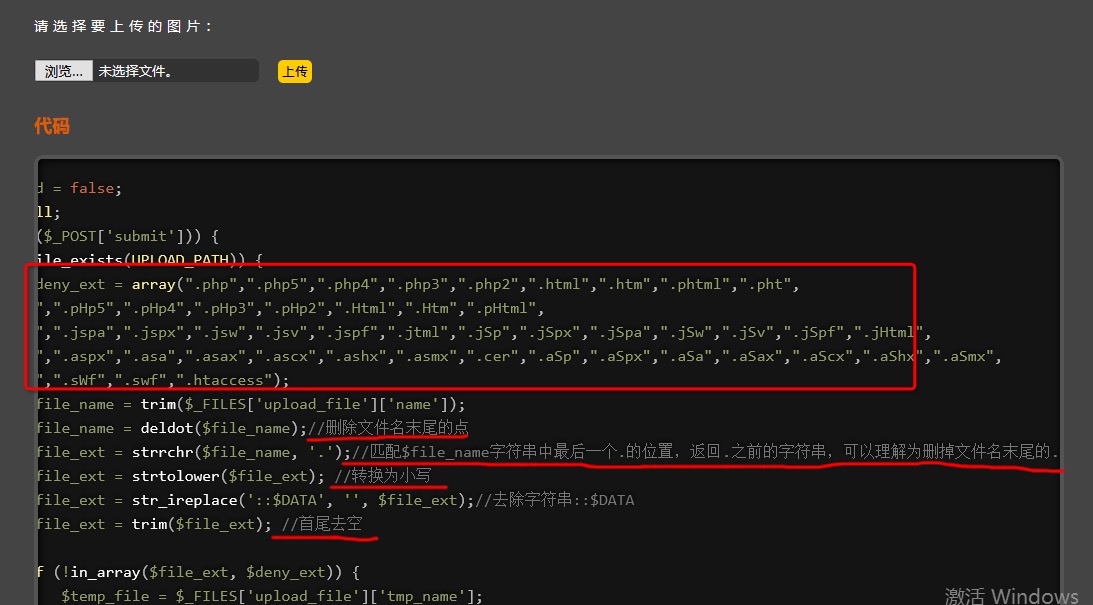 请选择要上传的图片：
浏览... 未选择文件。 上传
代码
d = false;
ll;
($_POST['submit'])) {
ile_exists(UPLOAD_PATH)) {
deny_ext = array(".php",".php5",".php4",".php3",".php2",".html",".htm",".phtml",".pht",
",".pHp5",".pHp4",".pHp3",".pHp2",".Html",".Htm",".pHtml",
",".jspa",".jspx",".jsw",".jsv",".jspf",".jtml",".jSp",".jSpx",".jSpa",".jSw",".jSv",".jSpf",".jHtml",
",".aspx",".asa",".asax",".ascx",".ashx",".asmx",".cer",".aSp",".aSpx",".aSa",".aSax",".aScx",".aShx",".aSmx",
",".sWf",".swf",".htaccess");
file_name = trim($_FILES['upload_file']['name']);
file_name = deldot($file_name);//删除文件名末尾的点
file_ext = strrchr($file_name, '.');//匹配$file_name字符串中最后一个.的位置，返回.之前的字符串，可以理解为删掉文件名末尾的.
file_ext = strtolower($file_ext); //转换为小写
file_ext = str_ireplace('::$DATA', '', $file_ext);//去除字符串::$DATA
file_ext = trim($file_ext); //首尾去空
f (!in_array($file_ext, $deny_ext)) {
$temp_file = $_FILES['upload_file']['tmp_name'];
激活 Windows